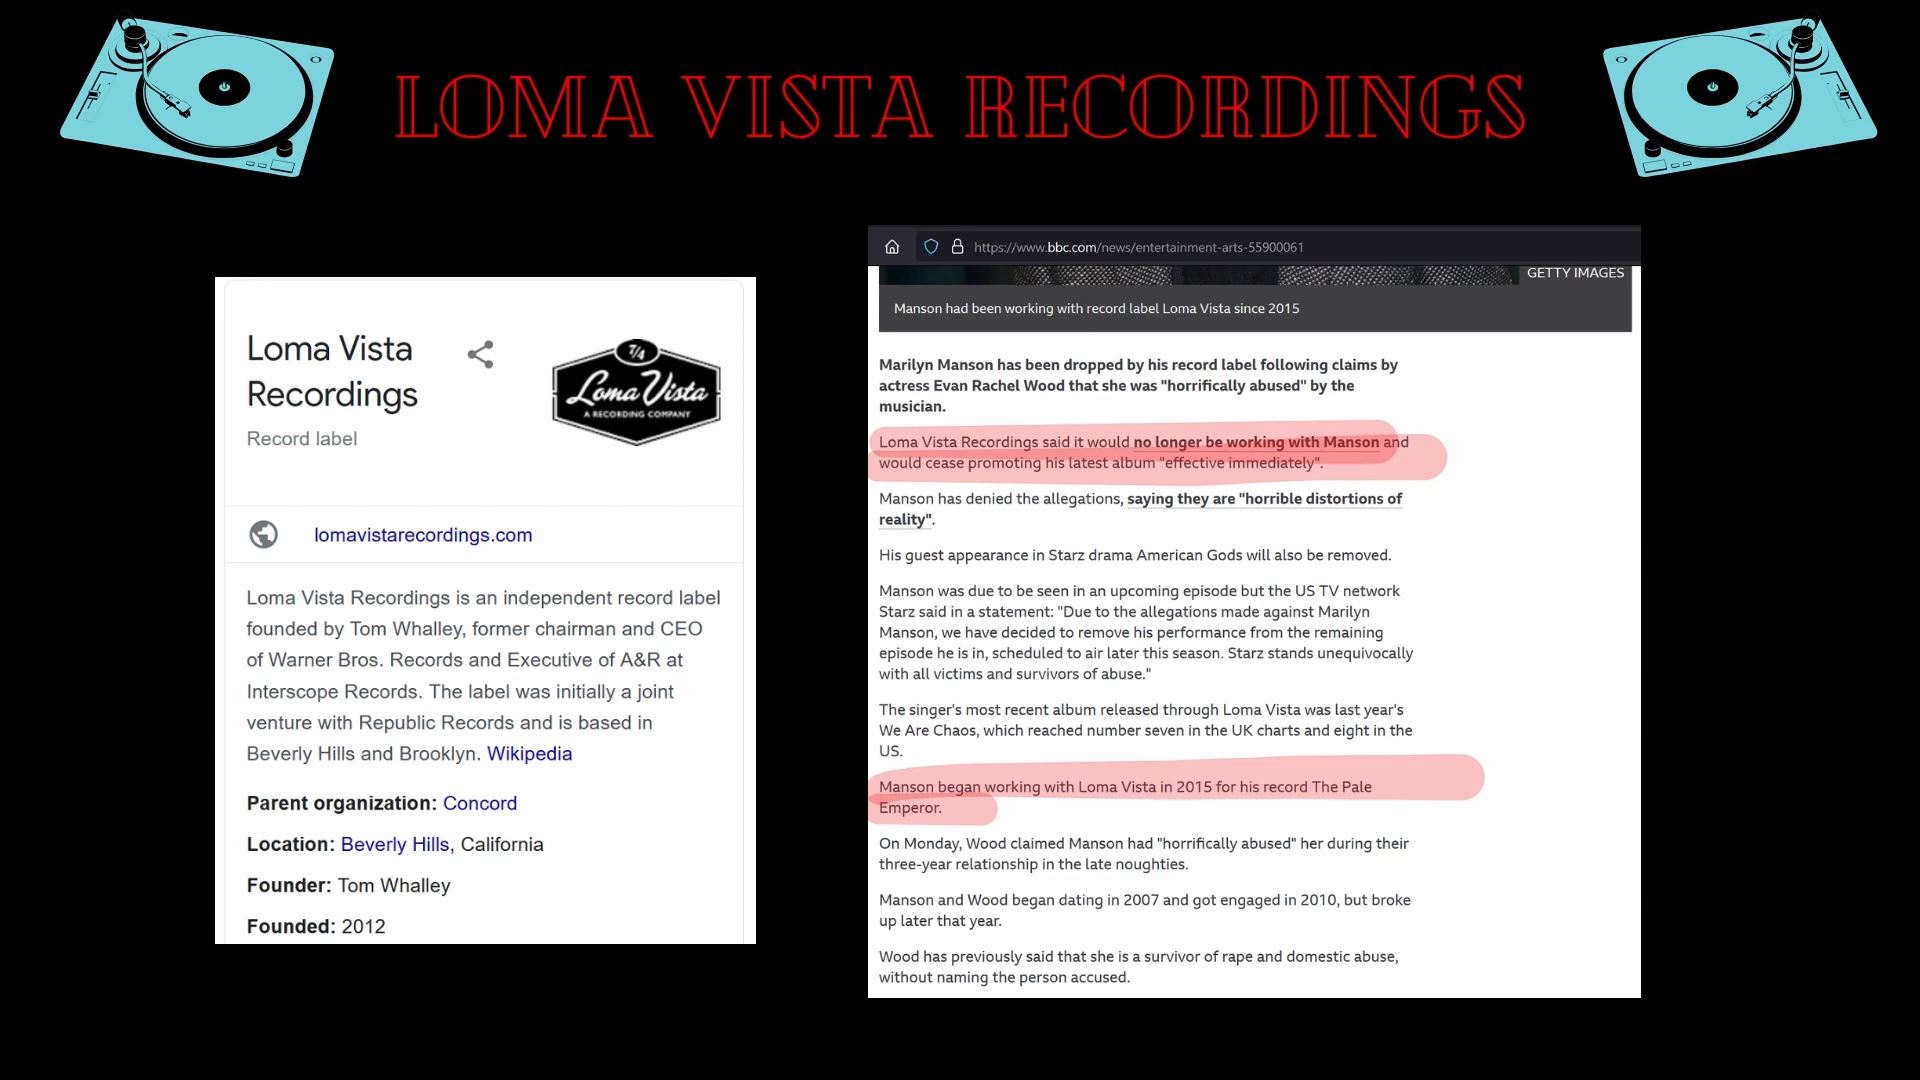 LOMA VISTA RECORDINGS
Loma Vista
Recordings
Record label
7/4
Loma Vista
A RECORDING COMPANY
lomavistarecordings.com
Loma Vista Recordings is an independent record label
founded by Tom Whalley, former chairman and CEO
of Warner Bros. Records and Executive of A&R at
Interscope Records. The label was initially a joint
venture with Republic Records and is based in
Beverly Hills and Brooklyn. Wikipedia
Parent organization: Concord
Location: Beverly Hills, California
Founder: Tom Whalley
Founded: 2012
https://www.bbc.com/news/entertainment-arts-55900061
GETTY IMAGES
Manson had been working with record label Loma Vista since 2015
Marilyn Manson has been dropped by his record label following claims by
actress Evan Rachel Wood that she was "horrifically abused" by the
musician.
Loma Vista Recordings said it would no longer be working with Manson and
would cease promoting his latest album "effective immediately".
Manson has denied the allegations, saying they are "horrible distortions of
reality".
His guest appearance in Starz drama American Gods will also be removed.
Manson was due to be seen in an upcoming episode but the US TV network
Starz said in a statement: "Due to the allegations made against Marilyn
Manson, we have decided to remove his performance from the remaining
episode he is in, scheduled to air later this season. Starz stands unequivocally
with all victims and survivors of abuse."
The singer's most recent album released through Loma Vista was last year's
We Are Chaos, which reached number seven in the UK charts and eight in the
US.
Manson began working with Loma Vista in 2015 for his record The Pale
Emperor.
On Monday, Wood claimed Manson had "horrifically abused" her during their
three-year relationship in the late noughties.
Manson and Wood began dating in 2007 and got engaged in 2010, but broke
up later that year.
Wood has previously said that she is a survivor of rape and domestic abuse,
without naming the person accused.